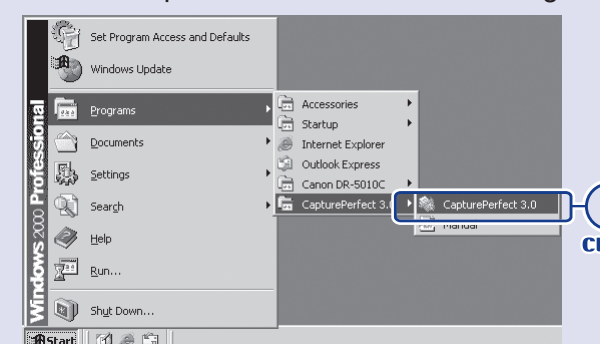 Set Program Access and Defaults
Windows Update
Programs
Documents
Settings
Search
Help
Run...
Shut Down...
Windows 2000 Professional
Accessories
Startup
Internet Explorer
Outlook Express
Canon DR-5010C
CapturePerfect 3.0
CapturePerfect 3.0
Manual
Start